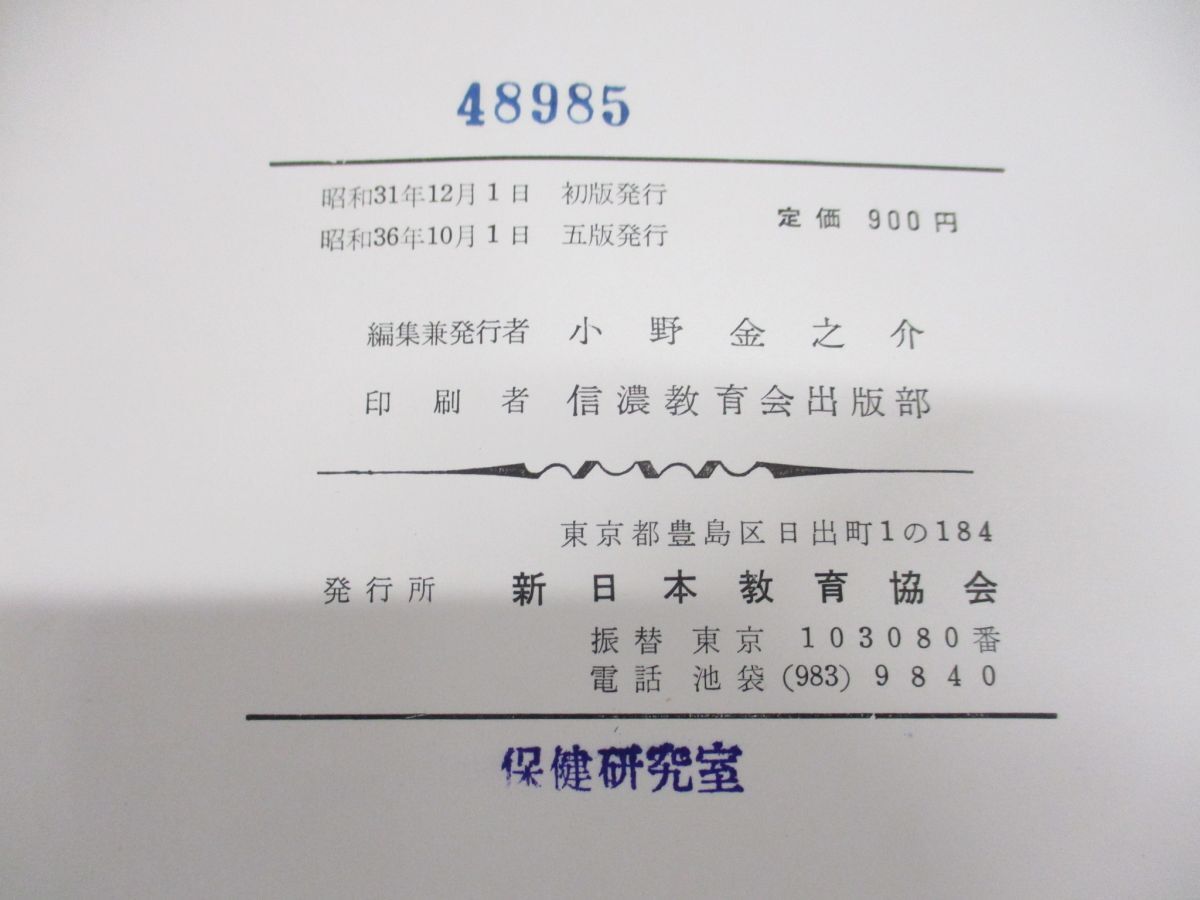 48985
昭和31年12月1日 初版発行
昭和36年10月1日 五版発行
定価 900円
編集兼発行者 小野金之介
印刷者 信濃教育会出版部
東京都豊島区日出町1の184
発行所 新日本教育協会
振替 東京 103080番
電話 池袋(983)9840
保健研究室